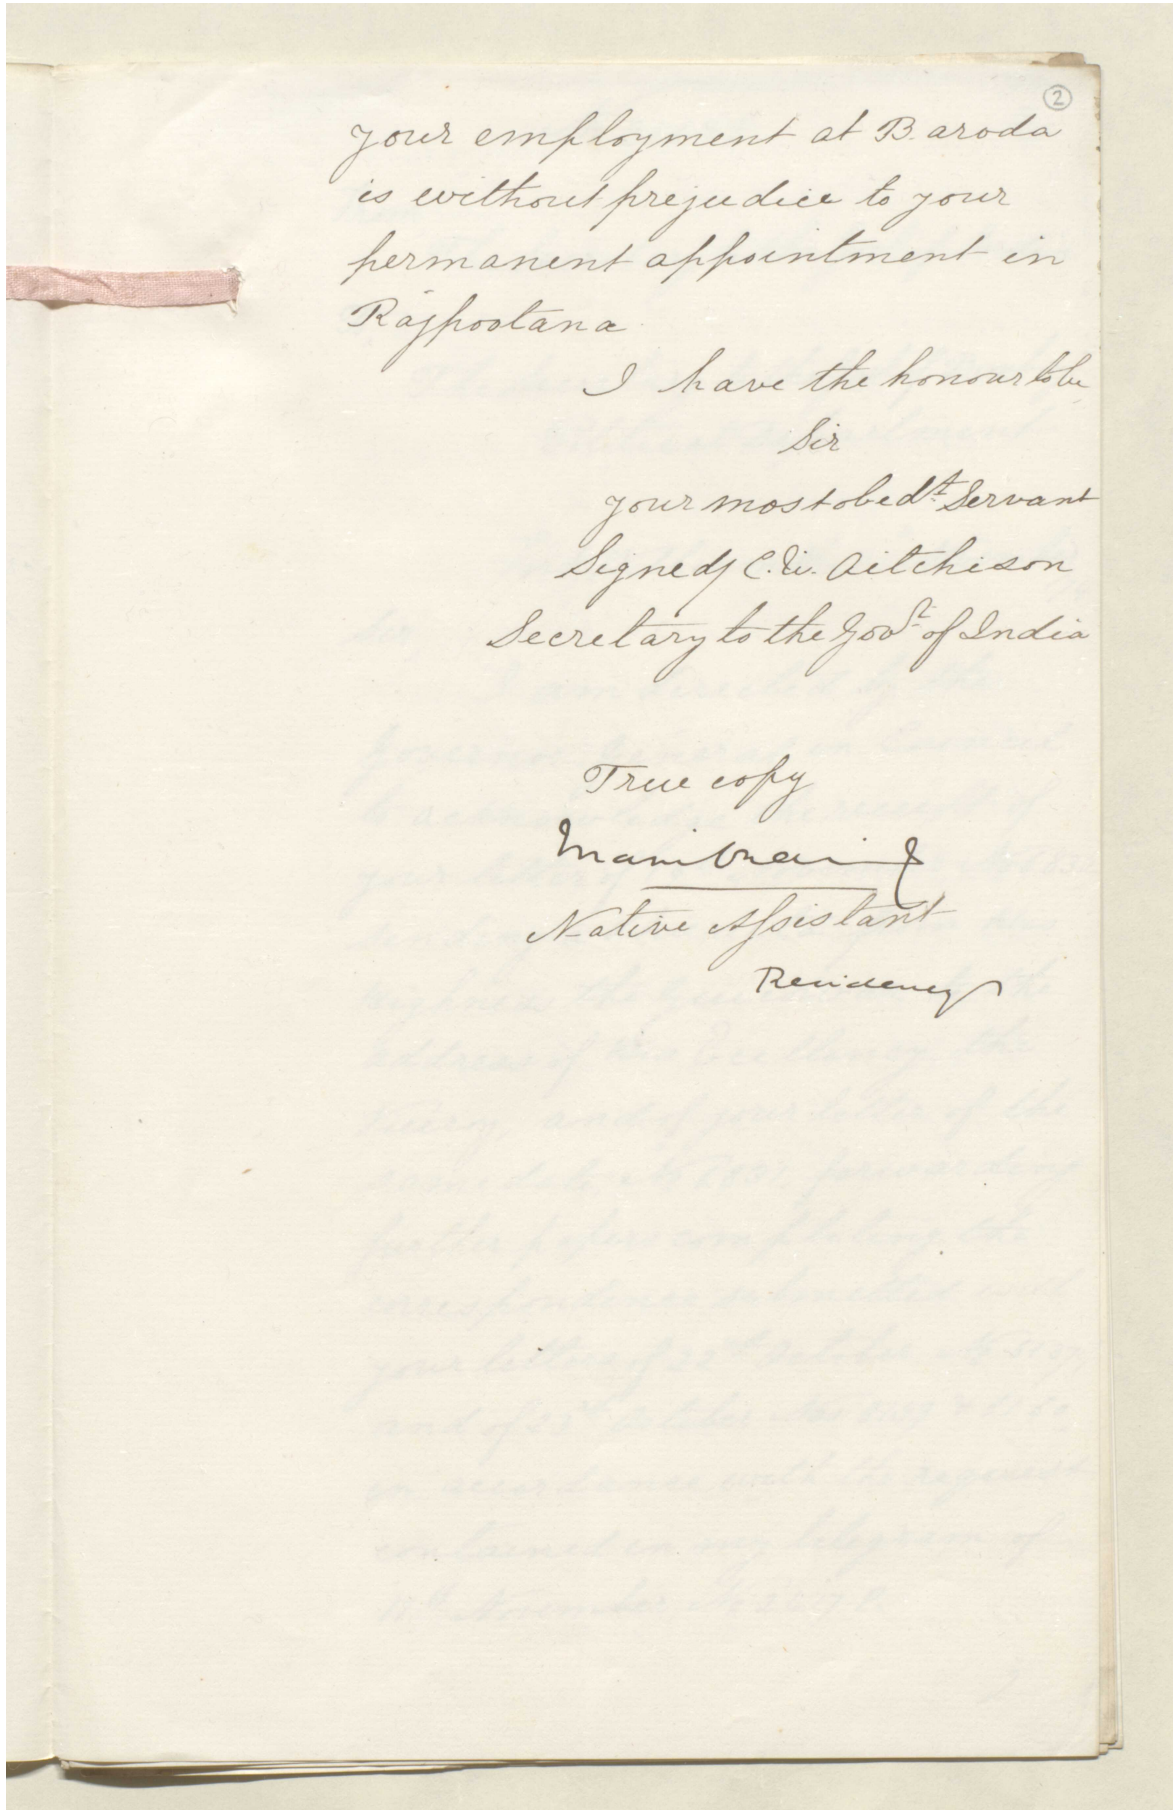 2
your employment at Baroda
is without prejudice to your
permanent appointment in
Rajpootana
I have the honour to be
Sir
your most obedt Servant
Signed/ C. U. Aitchison
Secretary to the Govt of India
True copy
Native Assistant
Residency